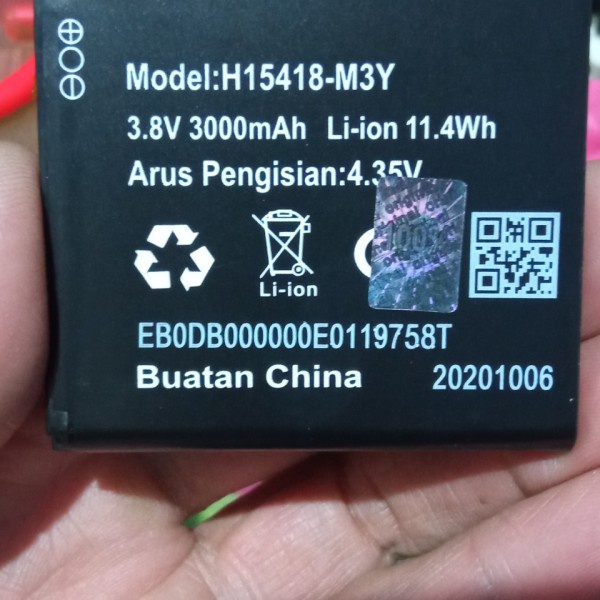 Model:H15418-M3Y
3.8V 3000mAh Li-ion 11.4Wh
Arus Pengisian:4.35V
Li-ion
EB0DB000000E0119758T
Buatan China 20201006